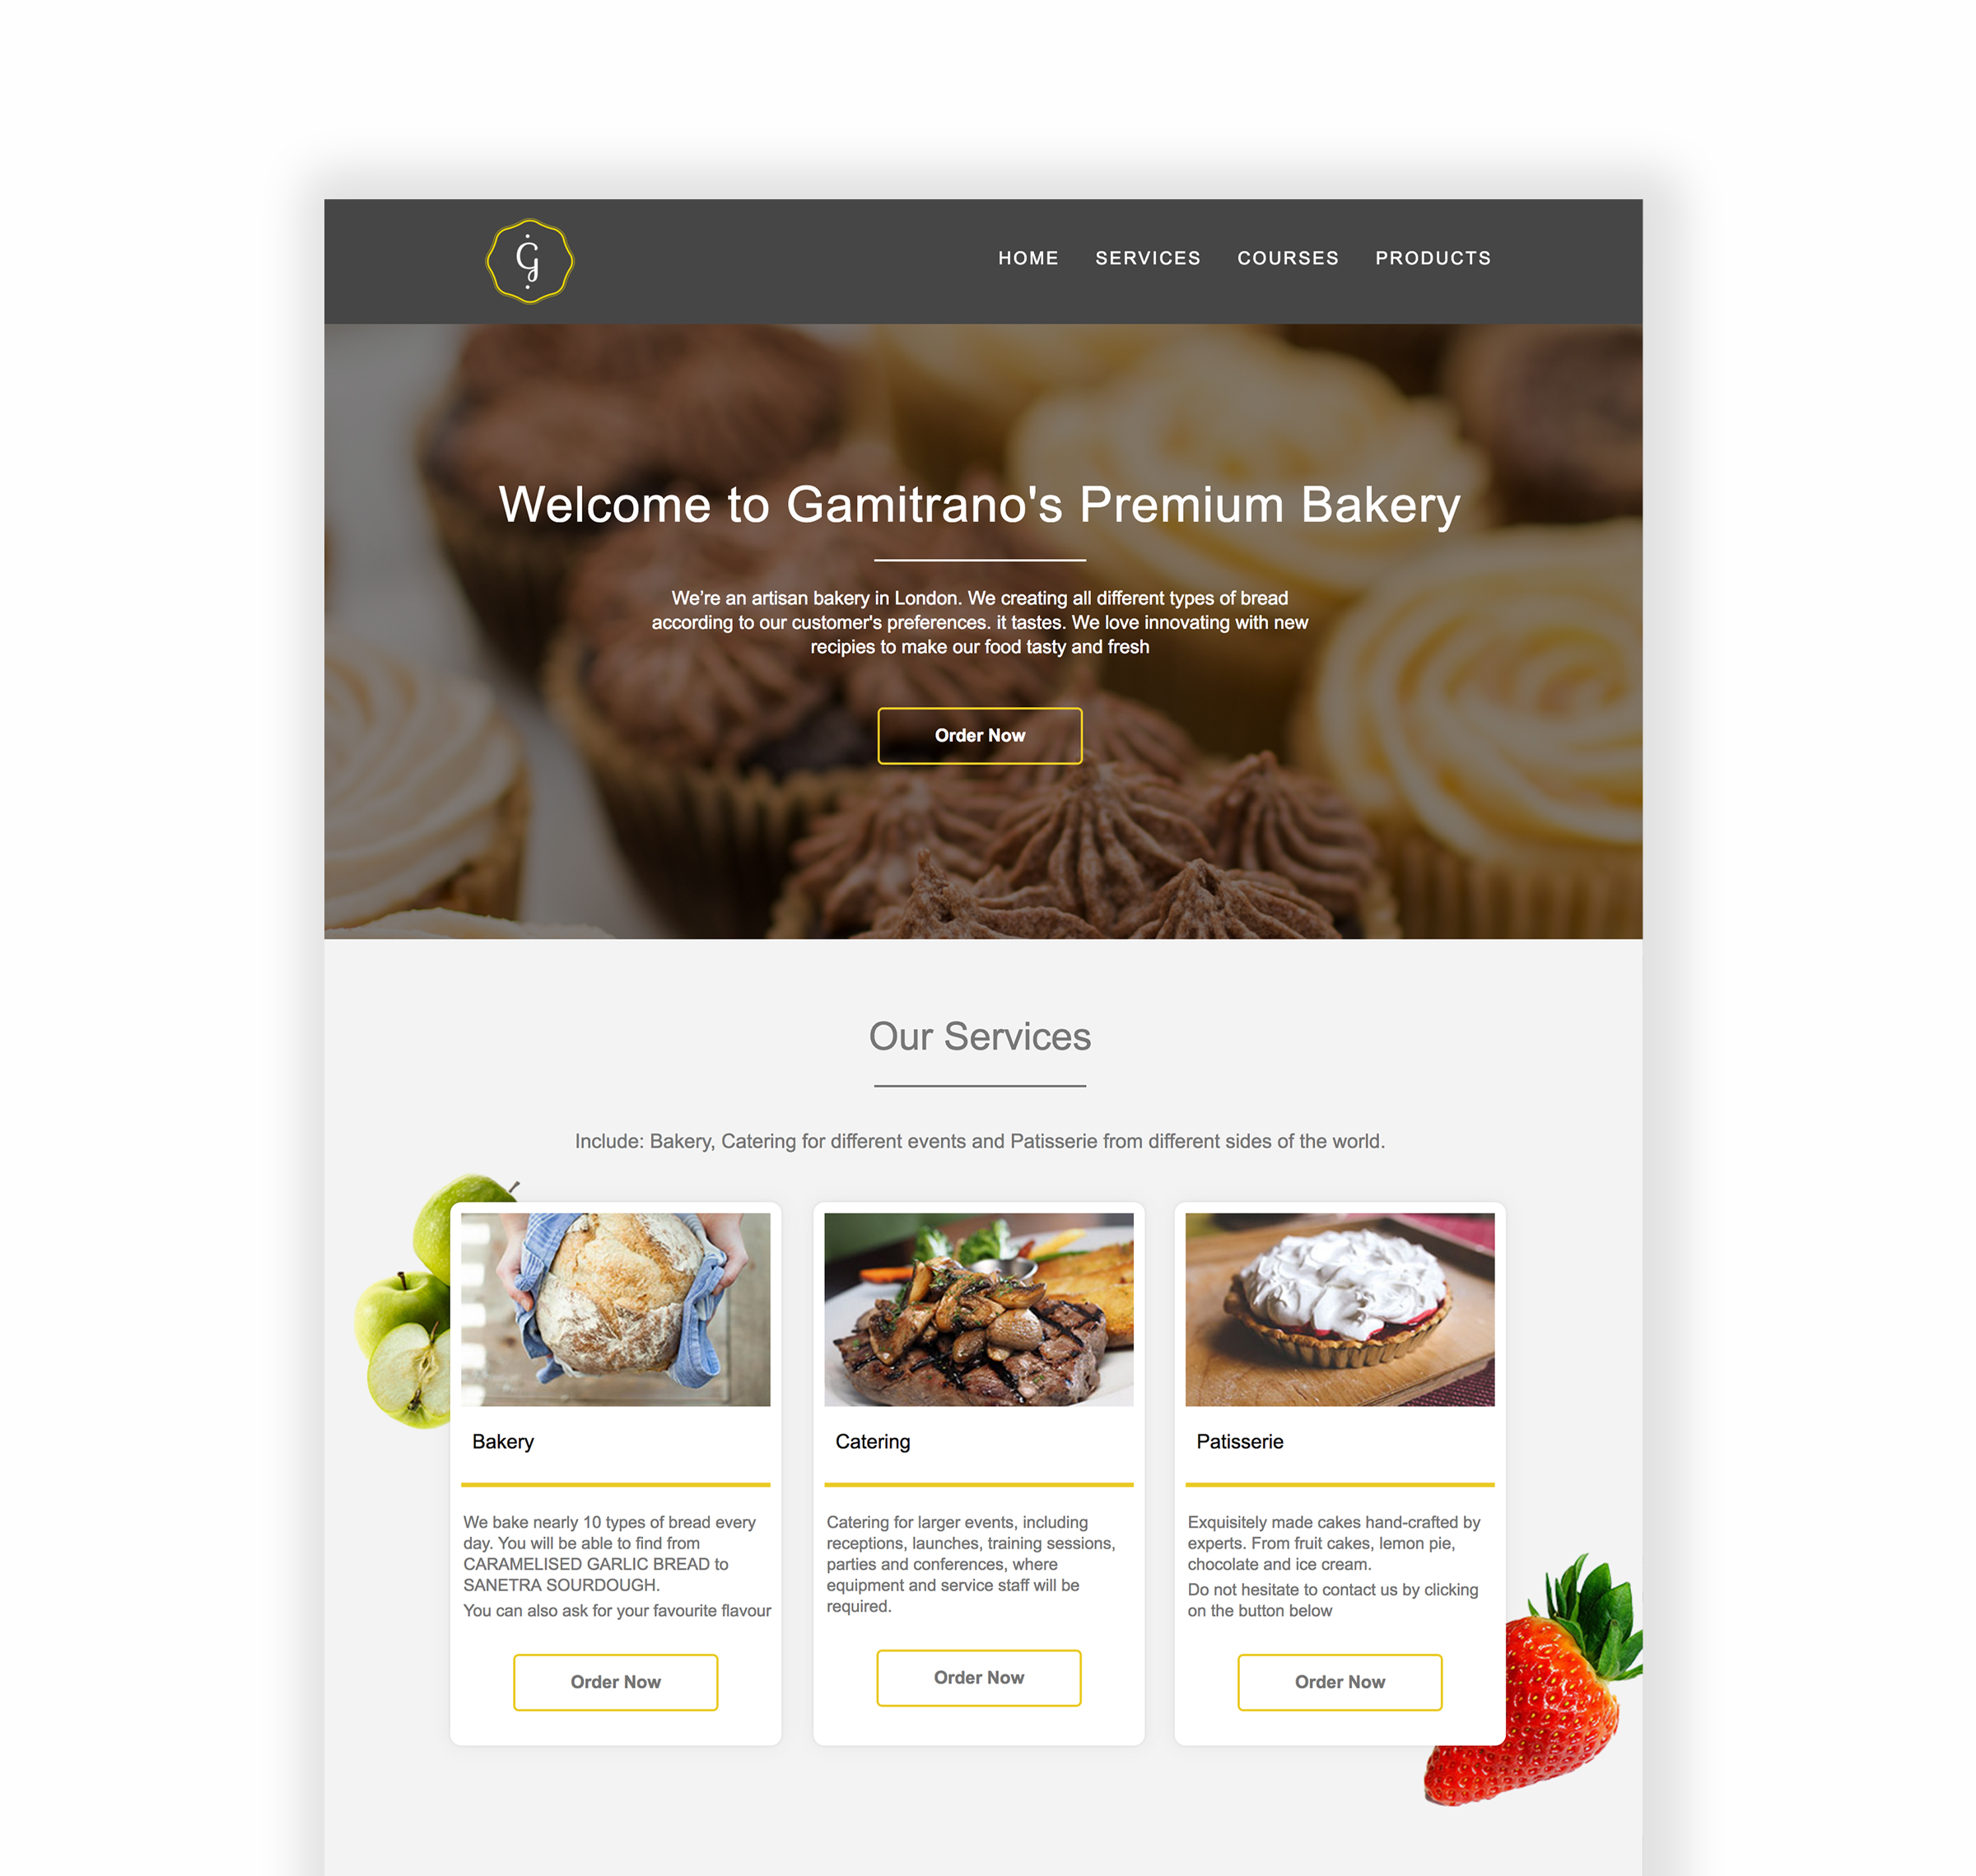 G
HOME SERVICES COURSES PRODUCTS
Welcome to Gamitrano's Premium Bakery
We’re an artisan bakery in London. We creating all different types of bread
according to our customer's preferences. it tastes. We love innovating with new
recipies to make our food tasty and fresh
Order Now
Our Services
Include: Bakery, Catering for different events and Patisserie from different sides of the world.
Bakery
We bake nearly 10 types of bread every
day. You will be able to find from
CARAMELISED GARLIC BREAD to
SANETRA SOURDOUGH.
You can also ask for your favourite flavour
Order Now
Catering
Catering for larger events, including
receptions, launches, training sessions,
parties and conferences, where
equipment and service staff will be
required.
Order Now
Patisserie
Exquisitely made cakes hand-crafted by
experts. From fruit cakes, lemon pie,
chocolate and ice cream.
Do not hesitate to contact us by clicking
on the button below
Order Now